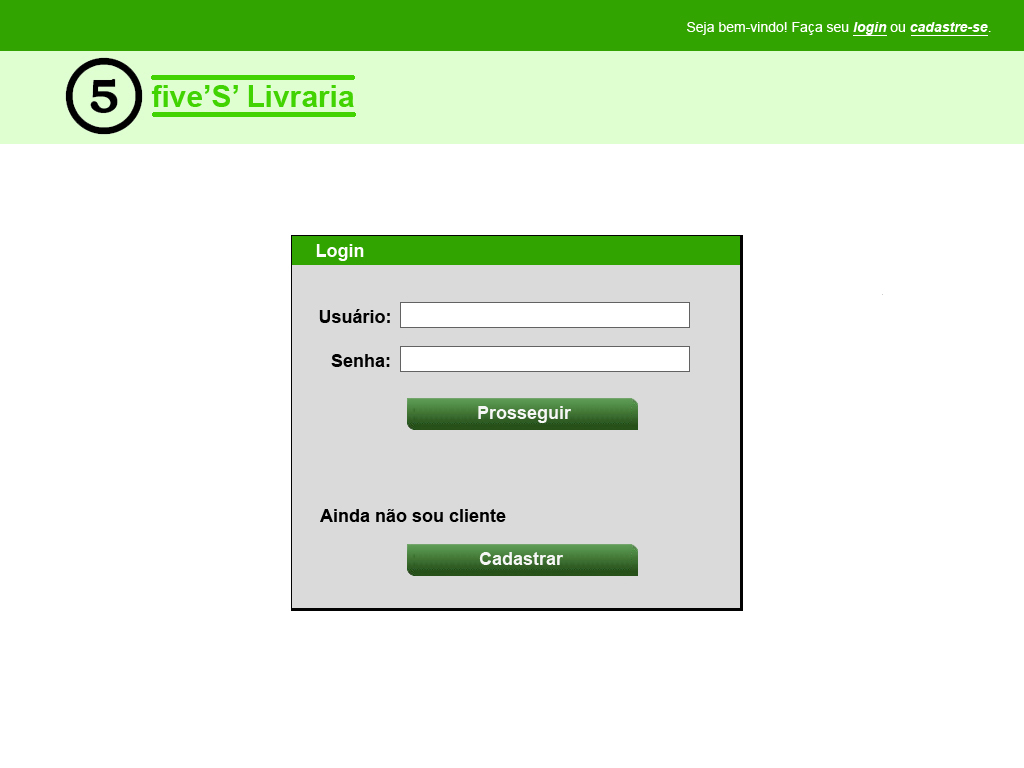 Seja bem-vindo! Faça seu login ou cadastre-se.
5
five’S’ Livraria
Login
Usuário:
Senha:
Prosseguir
Ainda não sou cliente
Cadastrar